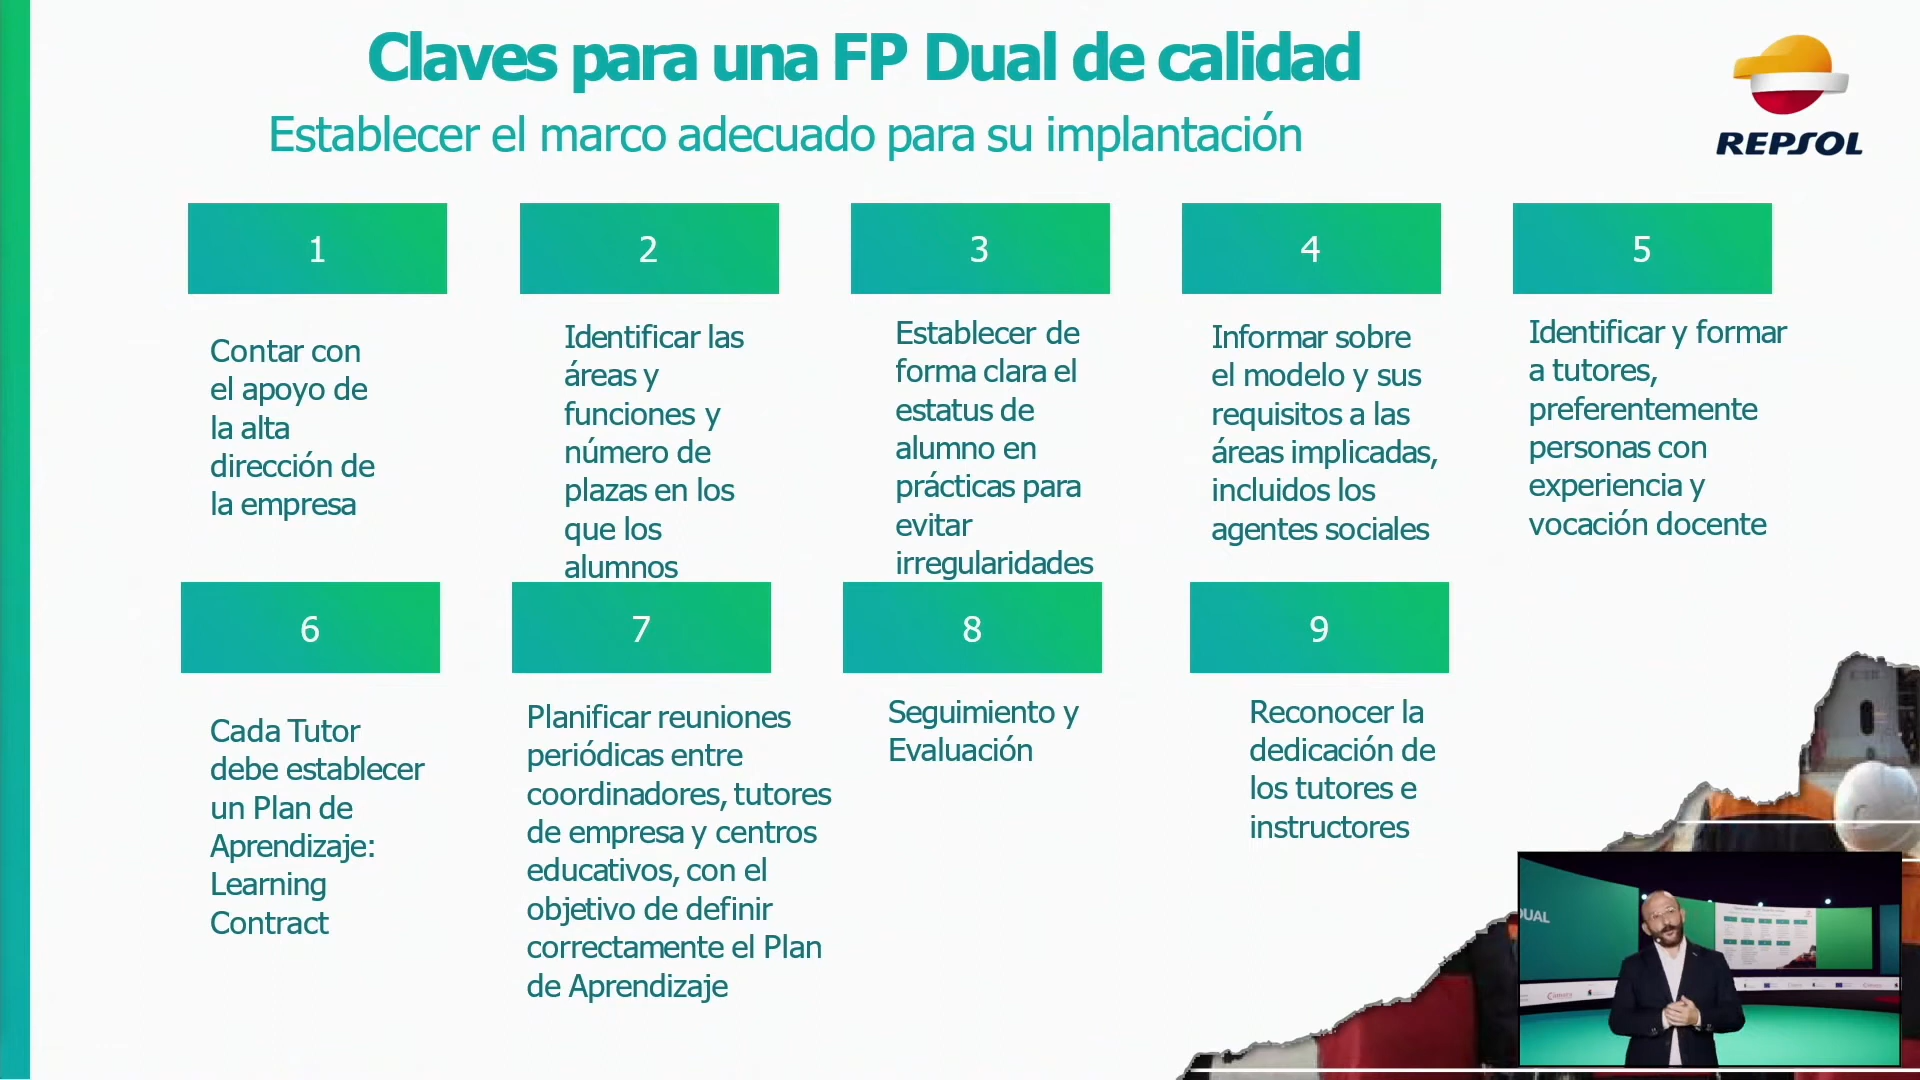 Claves para una FP Dual de calidad
Establecer el marco adecuado para su implantación
REPSOL
1
Contar con
el apoyo de
la alta
dirección de
la empresa
2
Identificar las
áreas y
funciones y
número de
plazas en los
que los
alumnos
3
Establecer de
forma clara el
estatus de
alumno en
prácticas para
evitar
irregularidades
4
Informar sobre
el modelo y sus
requisitos a las
áreas implicadas,
incluidos los
agentes sociales
5
Identificar y formar
a tutores,
preferentemente
personas con
experiencia y
vocación docente
6
Cada Tutor
debe establecer
un Plan de
Aprendizaje:
Learning
Contract
7
Planificar reuniones
periódicas entre
coordinadores, tutores
de empresa y centros
educativos, con el
objetivo de definir
correctamente el Plan
de Aprendizaje
8
Seguimiento y
Evaluación
9
Reconocer la
dedicación de
los tutores e
instructores
DUAL
Cámara